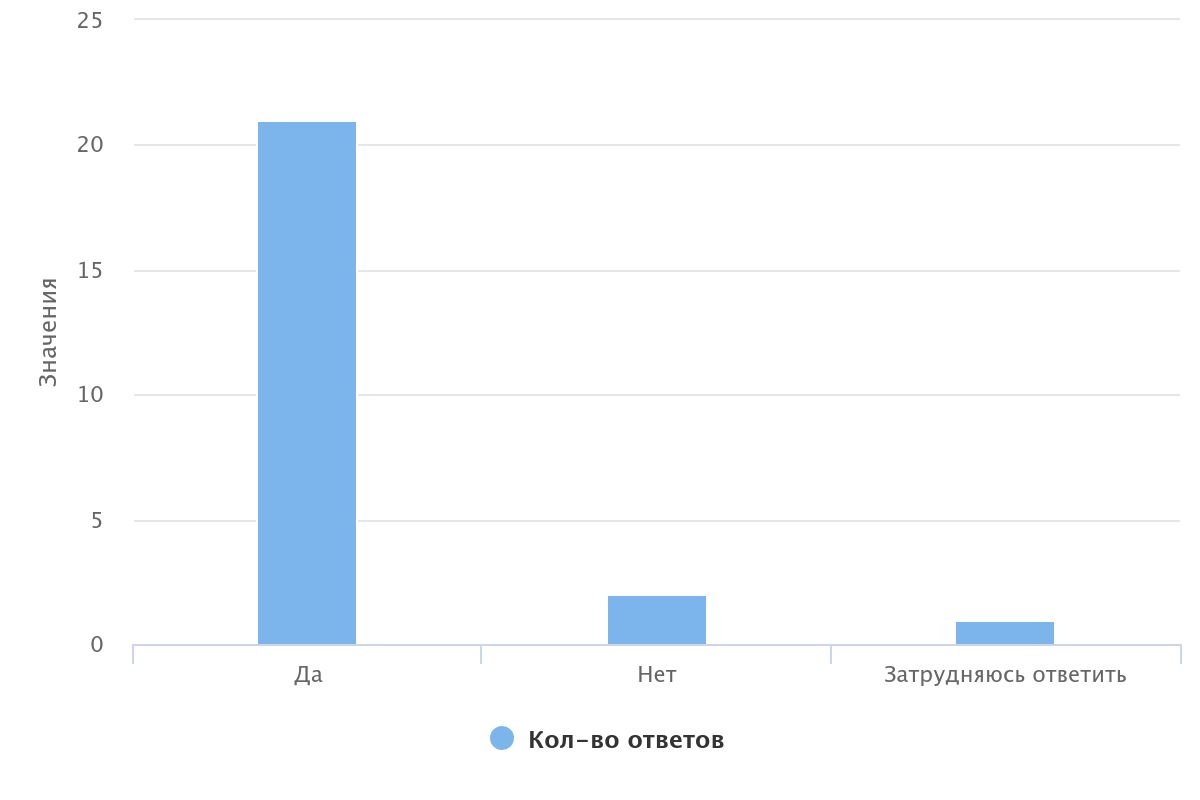 25
20
15
10
5
0
Значения
Да
Нет
Затрудняюсь ответить
Кол-во ответов